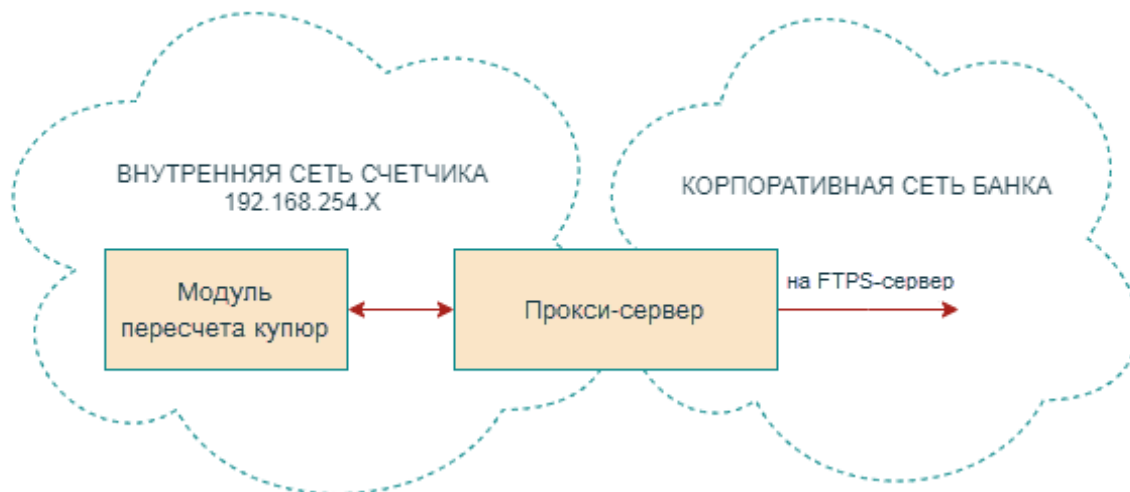 ВНУТРЕННЯЯ СЕТЬ СЧЕТЧИКА
192.168.254.X
КОРПОРАТИВНАЯ СЕТЬ БАНКА
Модуль
пересчета купюр
Прокси-сервер
на FTPS-сервер